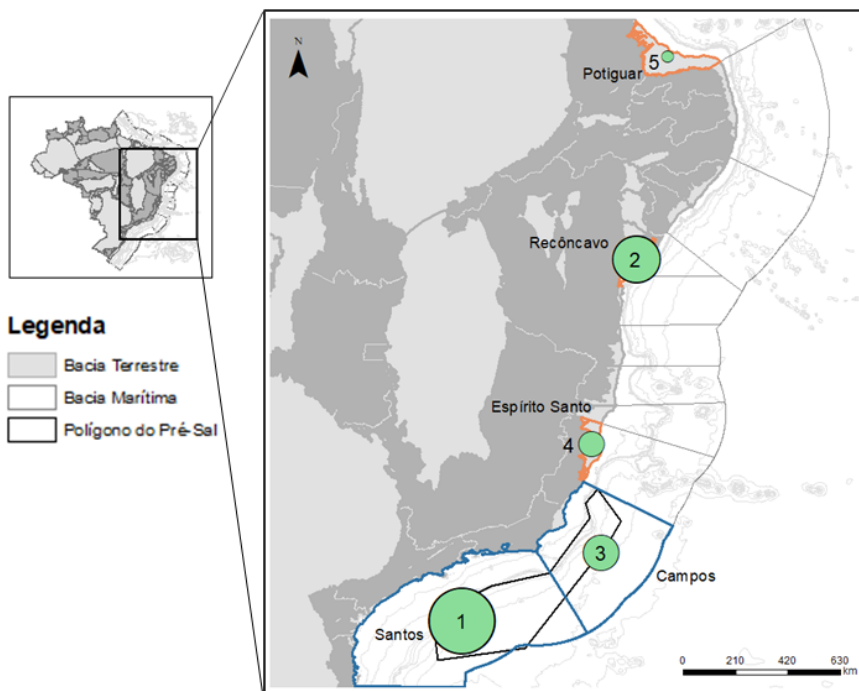 N
5
Potiguar
Recôncavo
2
Legenda
Bacia Terrestre
Bacia Marítima
Polígono do Pré-Sal
Espírito Santo
4
3
Campos
Santos
1
0 210 420 630
km